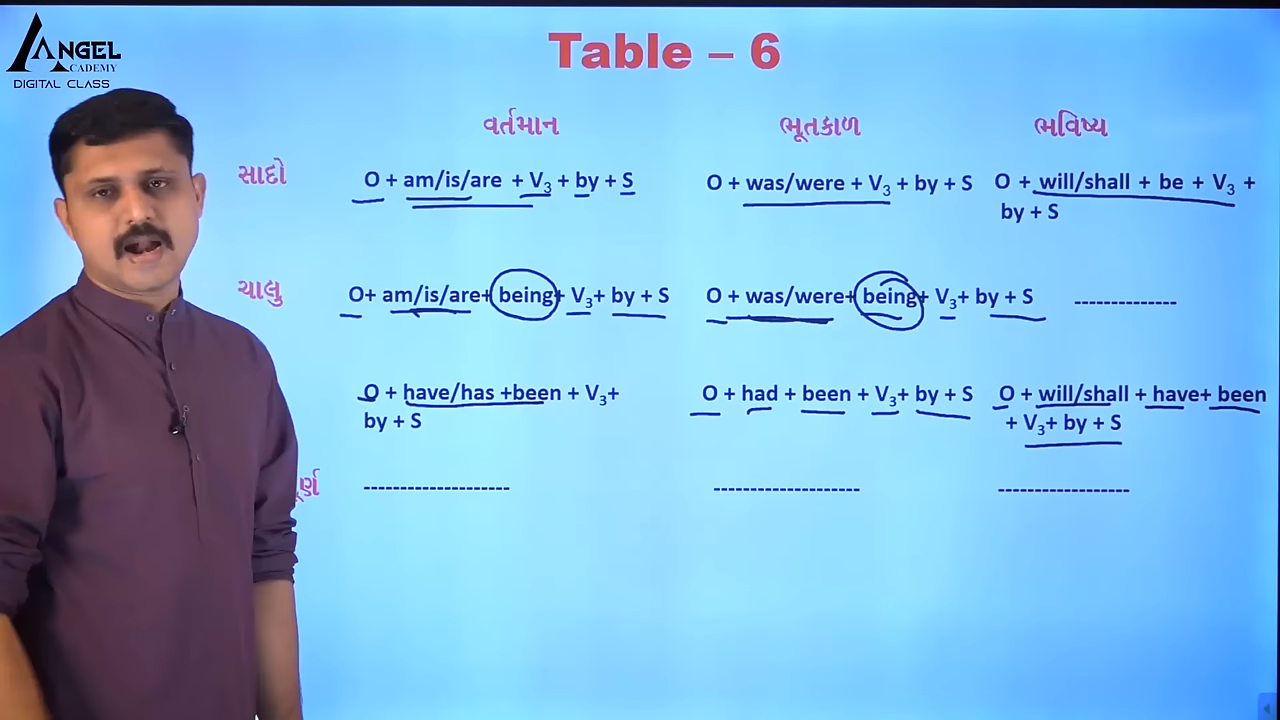 ANGEL
ACADEMY
DIGITAL CLASS
Table – 6
વર્તમાન ભૂતકાળ ભવિષ્ય
સાદો O + am/is/are + V3 + by + S O + was/were + V3 + by + S O + will/shall + be + V3 +
by + S
ચાલુ O+ am/is/are+ being+ V3+ by + S O + was/were+ being+ V3+ by + S --------------
O + have/has +been + V3+ O + had + been + V3+ by + S O + will/shall + have+ been
by + S + V3+ by + S
-------------------- -------------------- ------------------